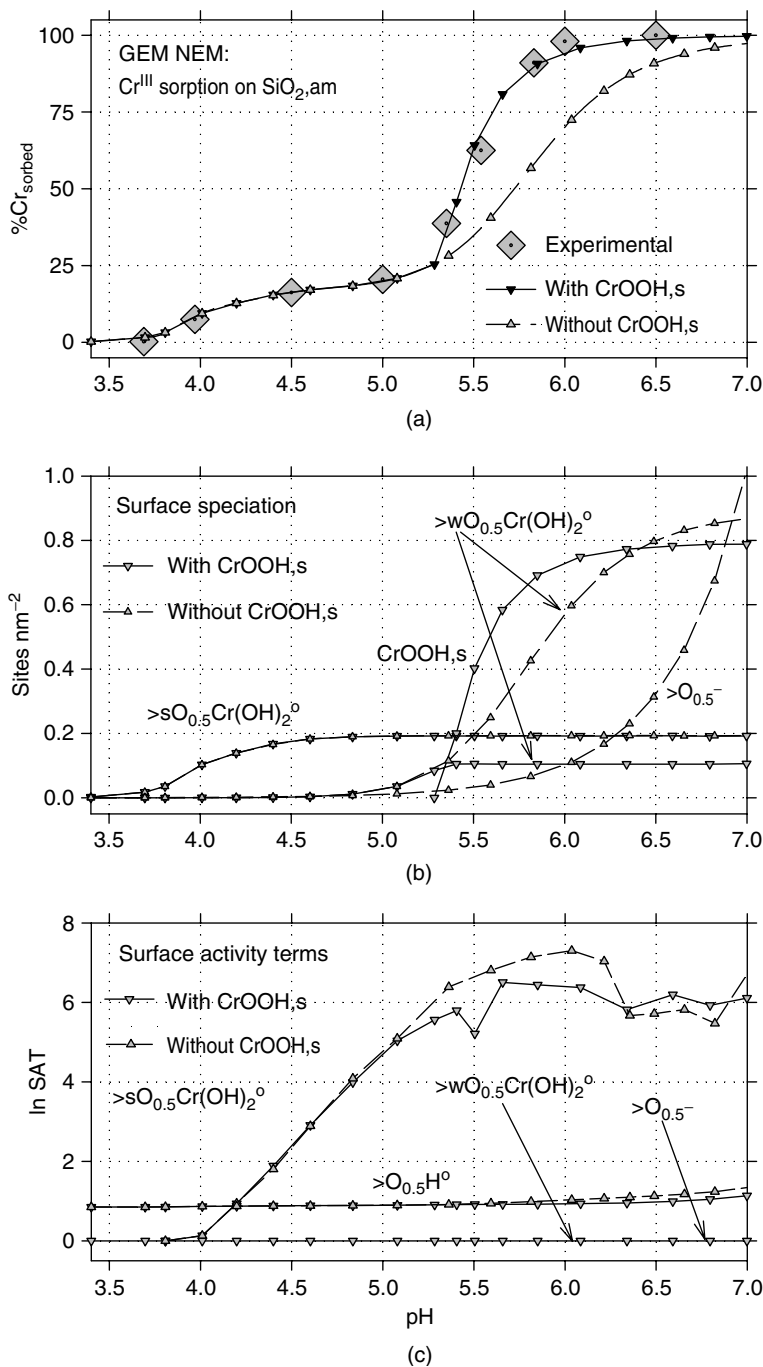 100
75
50
25
0
%Cr_sorbed
GEM NEM:
Cr^III sorption on SiO₂,am
Experimental
With CrOOH,s
Without CrOOH,s
3.5 4.0 4.5 5.0 5.5 6.0 6.5 7.0
(a)
1.0
0.8
0.6
0.4
0.2
0.0
Sites nm⁻²
Surface speciation
With CrOOH,s
Without CrOOH,s
>wO₀.₅Cr(OH)₂⁰
CrOOH,s
>sO₀.₅Cr(OH)₂⁰
>O₀.₅⁻
3.5 4.0 4.5 5.0 5.5 6.0 6.5 7.0
(b)
8
6
4
2
0
ln SAT
Surface activity terms
With CrOOH,s
Without CrOOH,s
>sO₀.₅Cr(OH)₂⁰
>wO₀.₅Cr(OH)₂⁰
>O₀.₅⁻
>O₀.₅H⁰
3.5 4.0 4.5 5.0 5.5 6.0 6.5 7.0
pH
(c)